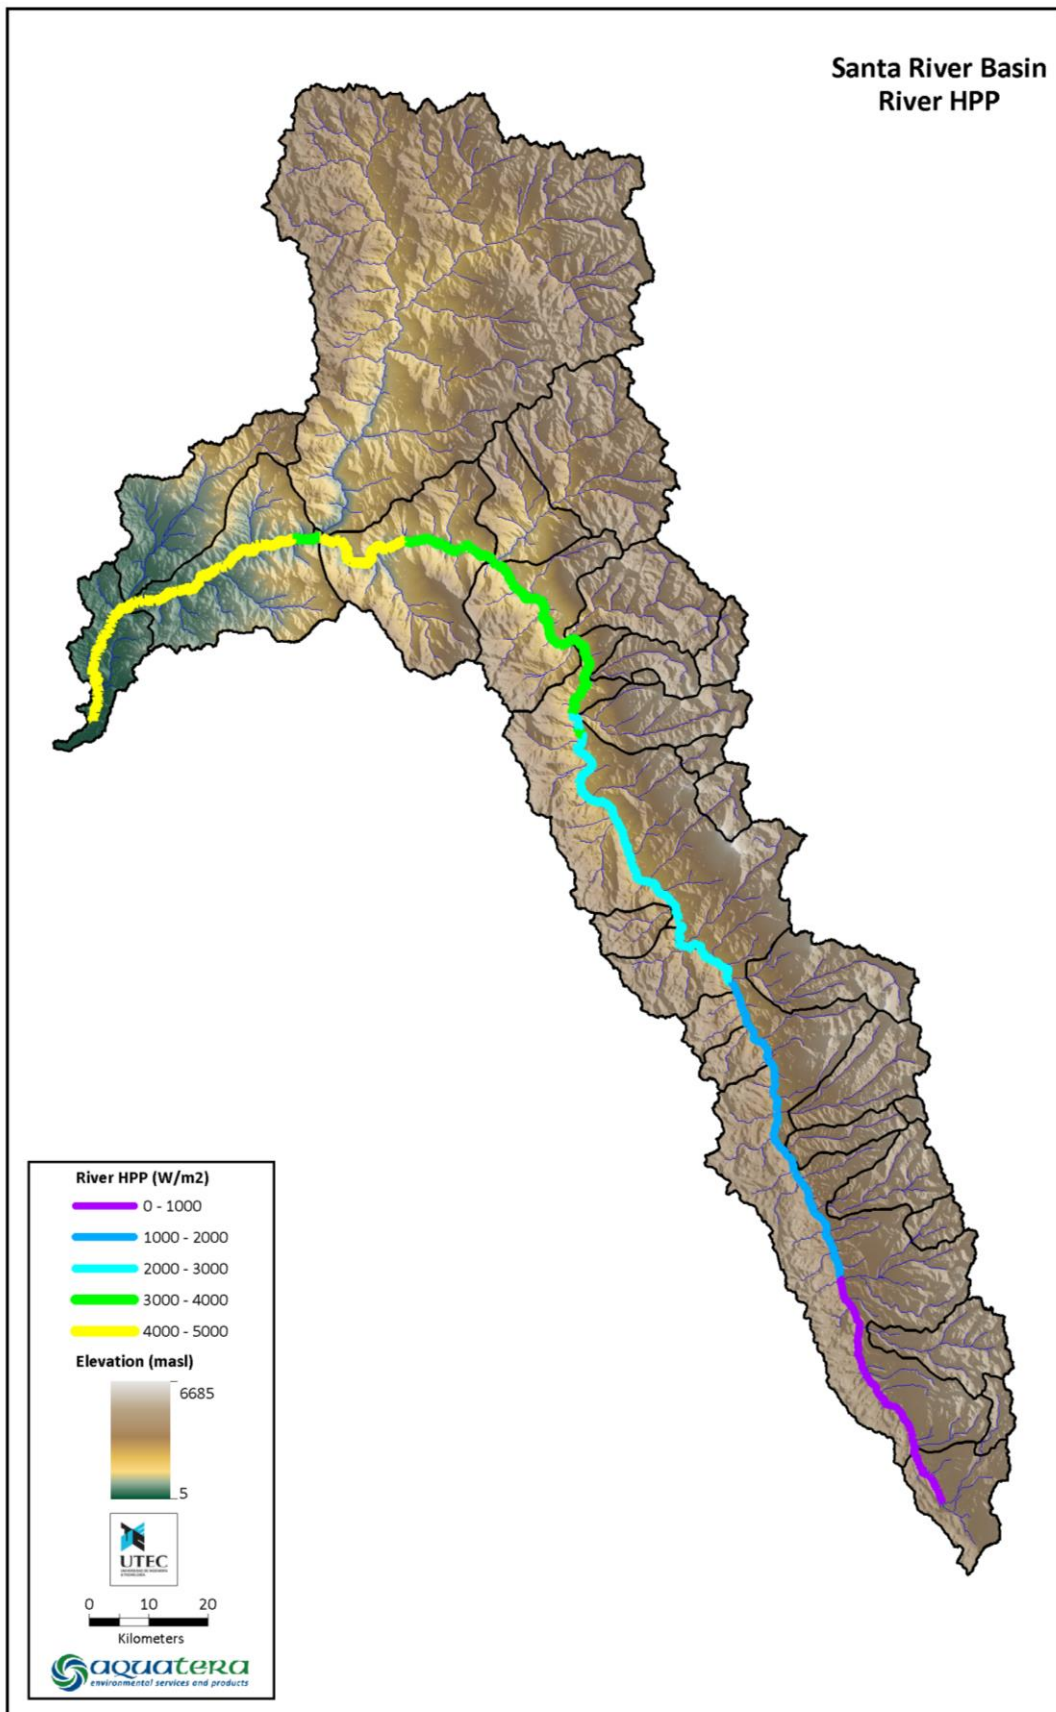 Santa River Basin
River HPP
River HPP (W/m2)
0 - 1000
1000 - 2000
2000 - 3000
3000 - 4000
4000 - 5000
Elevation (masl)
6685
5
UTEC
0 10 20
Kilometers
aquatera
environmental services and products